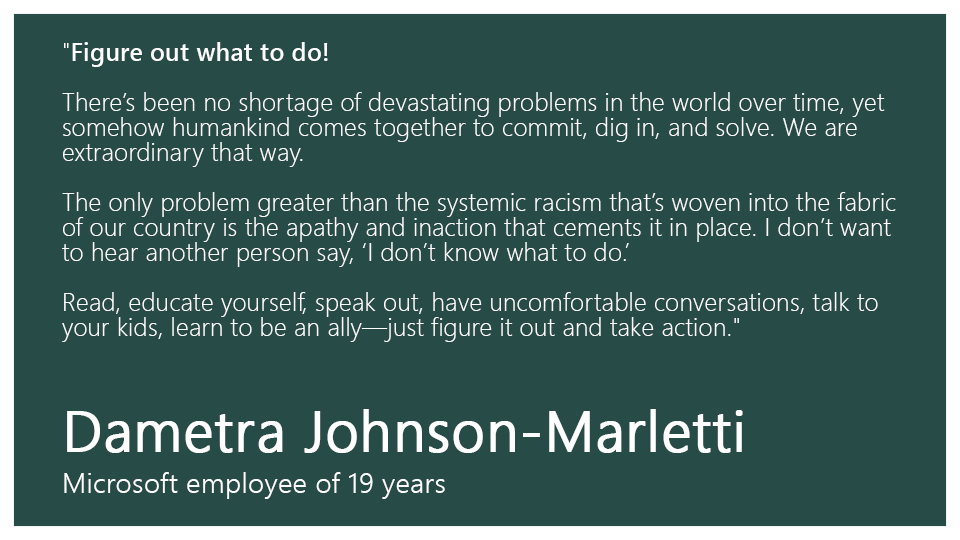 "Figure out what to do!
There’s been no shortage of devastating problems in the world over time, yet
somehow humankind comes together to commit, dig in, and solve. We are
extraordinary that way.
The only problem greater than the systemic racism that’s woven into the fabric
of our country is the apathy and inaction that cements it in place. I don’t want
to hear another person say, ‘I don’t know what to do.’
Read, educate yourself, speak out, have uncomfortable conversations, talk to
your kids, learn to be an ally—just figure it out and take action."
Dametra Johnson-Marletti
Microsoft employee of 19 years